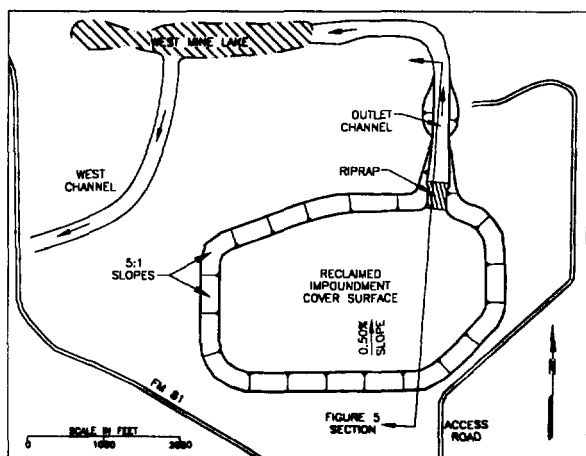 WEST MINE LAKE
OUTLET
CHANNEL
RIPRAP
WEST
CHANNEL
5:1
SLOPES
RECLAIMED
IMPOUNDMENT
COVER SURFACE
0.50%
SLOPE
FM 81
FIGURE 5
SECTION
ACCESS
ROAD
N
SCALE IN FEET
0 1000 2000